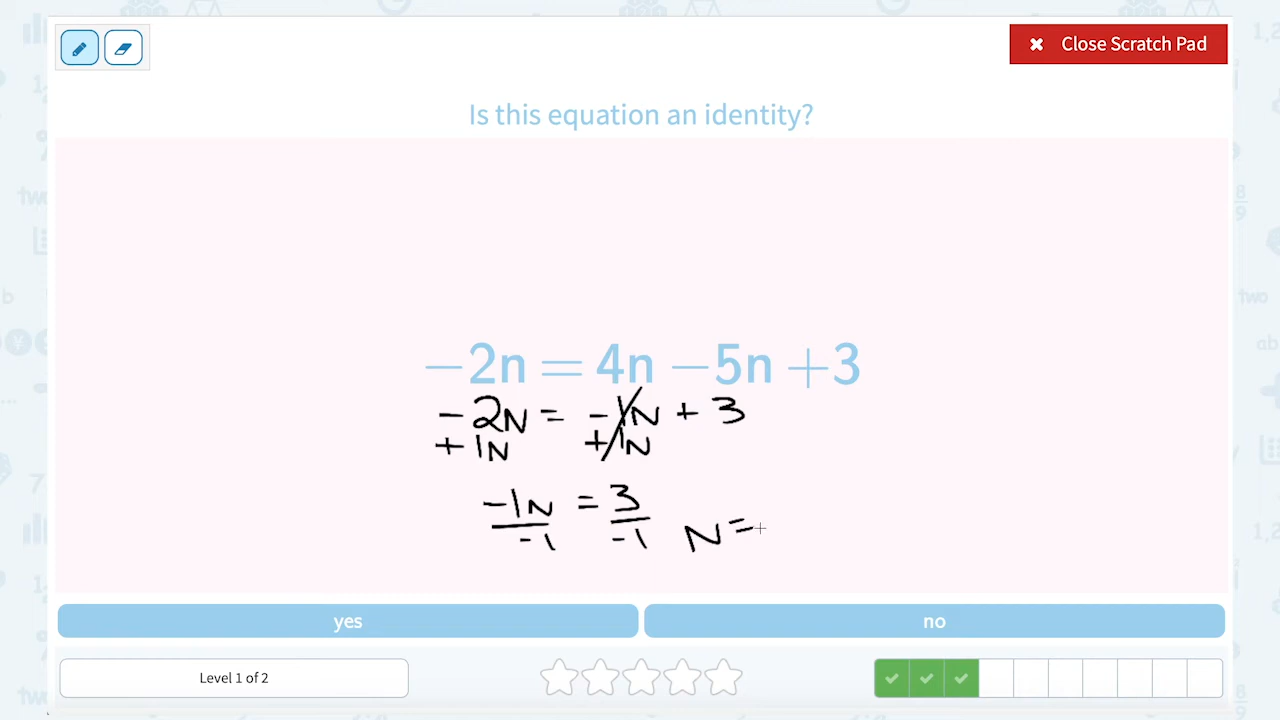 Close Scratch Pad
Is this equation an identity?
−2n = 4n −5n +3
-2N = -1N + 3
+1N +1N
-1N = 3
-1 -1 N =
yes no
Level 1 of 2